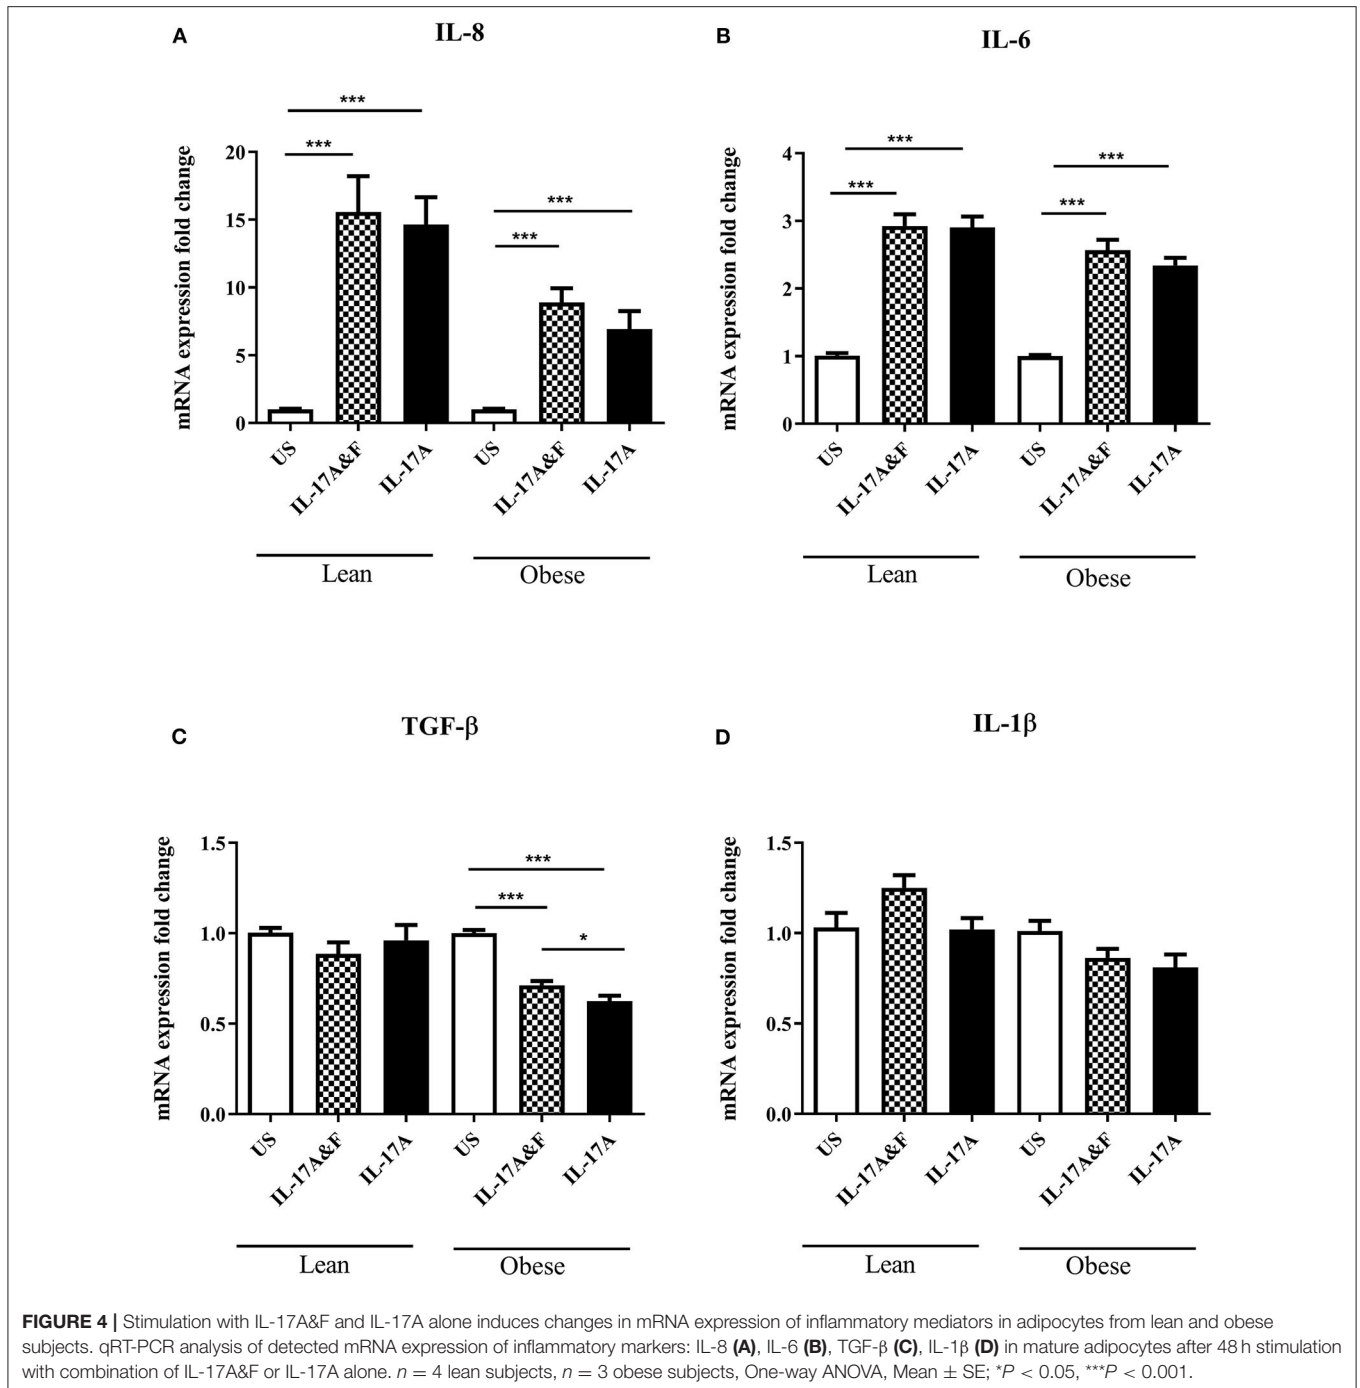 A
IL-8
mRNA expression fold change
20
15
10
5
0
***
***
***
***
US
IL-17A&F
IL-17A
US
IL-17A&F
IL-17A
Lean
Obese
B
IL-6
mRNA expression fold change
4
3
2
1
0
***
***
***
***
US
IL-17A&F
IL-17A
US
IL-17A&F
IL-17A
Lean
Obese
C
TGF-β
mRNA expression fold change
1.5
1.0
0.5
0.0
***
***
*
US
IL-17A&F
IL-17A
US
IL-17A&F
IL-17A
Lean
Obese
D
IL-1β
mRNA expression fold change
1.5
1.0
0.5
0.0
US
IL-17A&F
IL-17A
US
IL-17A&F
IL-17A
Lean
Obese
FIGURE 4 | Stimulation with IL-17A&F and IL-17A alone induces changes in mRNA expression of inflammatory mediators in adipocytes from lean and obese
subjects. qRT-PCR analysis of detected mRNA expression of inflammatory markers: IL-8 (A), IL-6 (B), TGF-β (C), IL-1β (D) in mature adipocytes after 48 h stimulation
with combination of IL-17A&F or IL-17A alone. n = 4 lean subjects, n = 3 obese subjects, One-way ANOVA, Mean ± SE; *P < 0.05, ***P < 0.001.